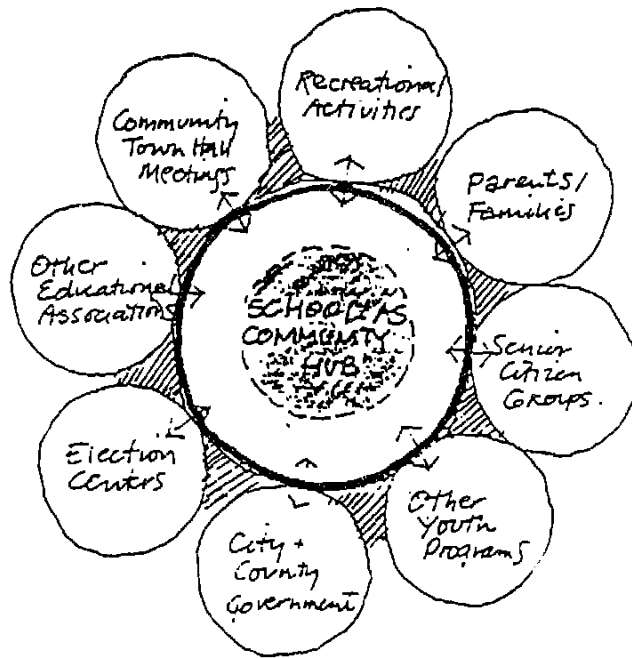 Recreational
Activities
Community
Town Hall
Meetings
Parents/
Families
Other
Educational
Associations
SCHOOL AS
COMMUNITY
HUB
Senior
Citizen
Groups.
Election
Centers
Other
Youth
Programs
City +
County
Government